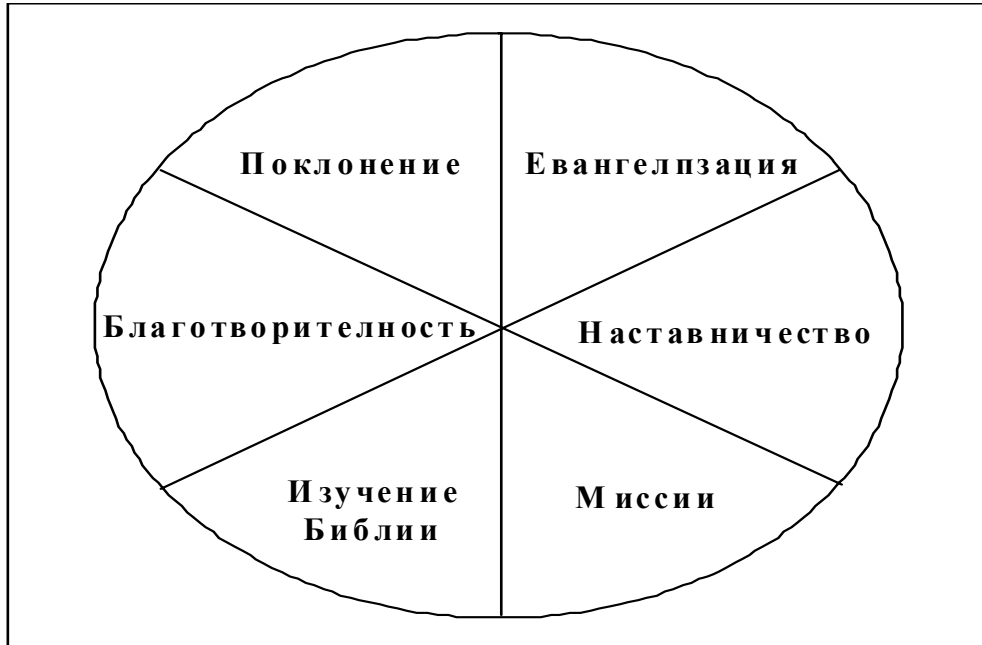 Поклонение
Евангелпзация
Благотворителность
Наставничество
Изучение
Библии
Миссии